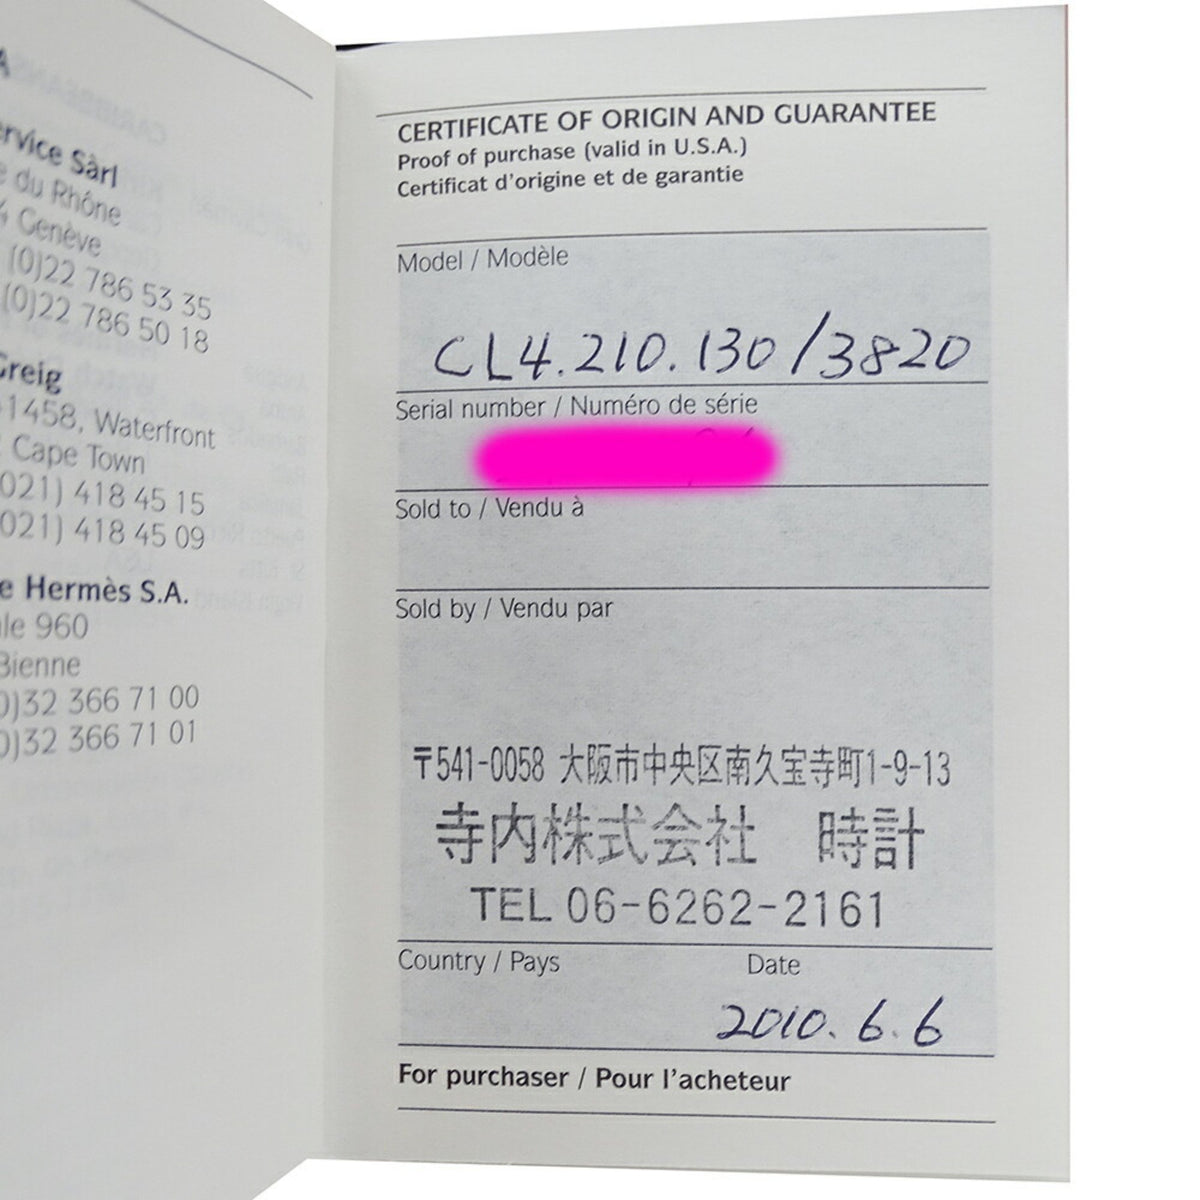 ervice Sàrl
du Rhône
4 Genève
(0)22 786 53 35
(0)22 786 50 18
Greig
1458, Waterfront
Cape Town
021) 418 45 15
021) 418 45 09
e Hermès S.A.
ale 960
Bienne
0)32 366 71 00
0)32 366 71 01
CERTIFICATE OF ORIGIN AND GUARANTEE
Proof of purchase (valid in U.S.A.)
Certificat d'origine et de garantie
Model / Modèle
CL4.210.130/3820
Serial number / Numéro de série
Sold to / Vendu à
Sold by / Vendu par
〒541-0058 大阪市中央区南久宝寺町1-9-13
寺内株式会社 時計
TEL 06-6262-2161
Country / Pays Date
2010.6.6
For purchaser / Pour l'acheteur